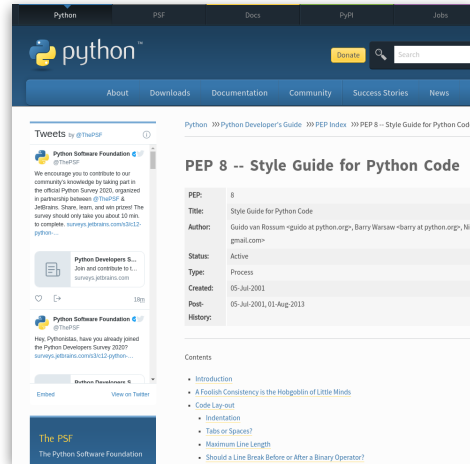 Python
PSF
Docs
PyPI
Jobs
python™
Donate
Search
About
Downloads
Documentation
Community
Success Stories
News
Tweets by @ThePSF
Python Software Foundation
@ThePSF
We encourage you to contribute to our
community's knowledge by taking part in
the official Python Survey 2020, organized
in partnership between @ThePSF &
JetBrains. Share, learn, and win prizes! The
survey should only take you about 10 min.
to complete. surveys.jetbrains.com/s3/c12-
python-…
Python Developers S...
Join and contribute to t...
surveys.jetbrains.com
18m
Python Software Foundation
@ThePSF
Hey, Pythonistas, have you already joined
the Python Developers Survey 2020?
surveys.jetbrains.com/s3/c12-python-…
Python Developers S
Embed
View on Twitter
The PSF
The Python Software Foundation
Python >>> Python Developer's Guide >>> PEP Index >>> PEP 8 -- Style Guide for Python Code
PEP 8 -- Style Guide for Python Code
PEP: 8
Title: Style Guide for Python Code
Author: Guido van Rossum <guido at python.org>, Barry Warsaw <barry at python.org>,
gmail.com>
Status: Active
Type: Process
Created: 05-Jul-2001
Post-History: 05-Jul-2001, 01-Aug-2013
Contents
Introduction
A Foolish Consistency is the Hobgoblin of Little Minds
Code Lay-out
Indentation
Tabs or Spaces?
Maximum Line Length
Should a Line Break Before or After a Binary Operator?